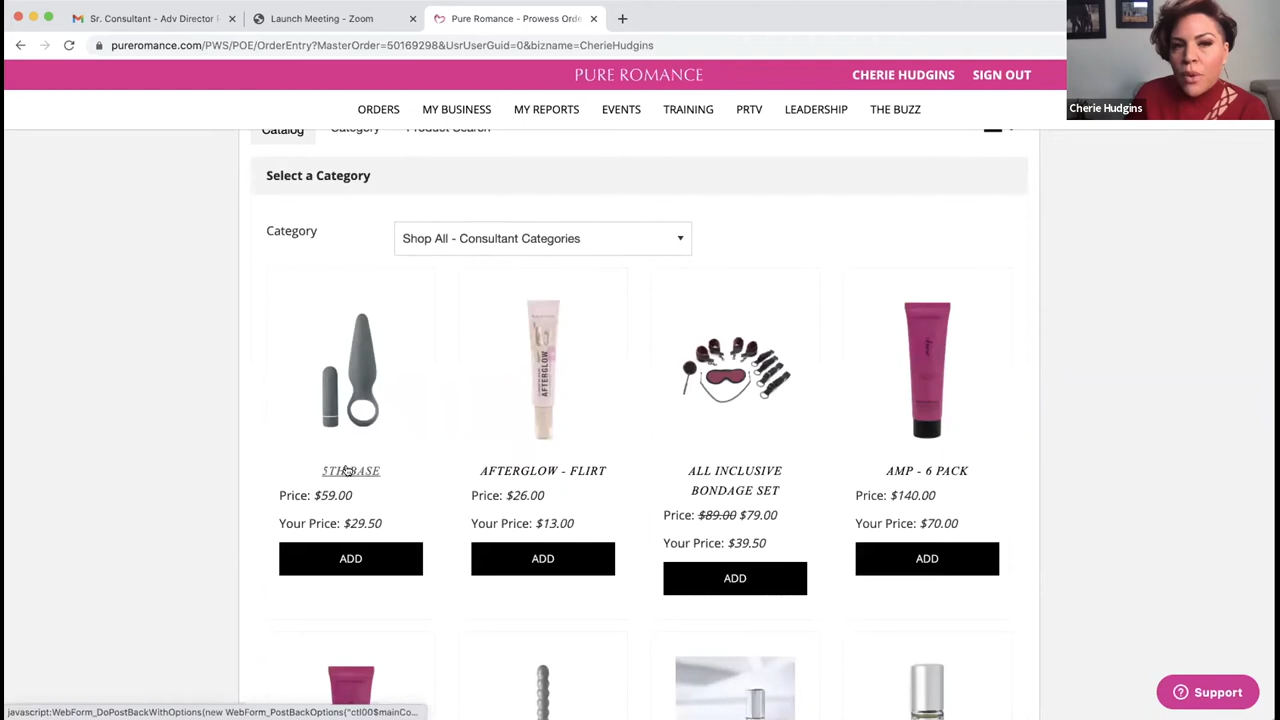 Sr. Consultant - Adv Director
Launch Meeting - Zoom
Pure Romance - Prowess Orde
pureromance.com/PWS/POE/OrderEntry?MasterOrder=50169298&UsrUserGuid=0&bizname=CherieHudgins
PURE ROMANCE
CHERIE HUDGINS
SIGN OUT
Cherie Hudgins
ORDERS MY BUSINESS MY REPORTS EVENTS TRAINING PRTV LEADERSHIP THE BUZZ
Catalog Category Product Search
Select a Category
Category
Shop All - Consultant Categories
AFTERGLOW
5TH BASE
Price: $59.00
Your Price: $29.50
ADD
AFTERGLOW - FLIRT
Price: $26.00
Your Price: $13.00
ADD
ALL INCLUSIVE
BONDAGE SET
Price: $89.00 $79.00
Your Price: $39.50
ADD
AMP - 6 PACK
Price: $140.00
Your Price: $70.00
ADD
Support
javascript:WebForm_DoPostBackWithOptions(new WebForm_PostBackOptions("ctl00$mainCo...